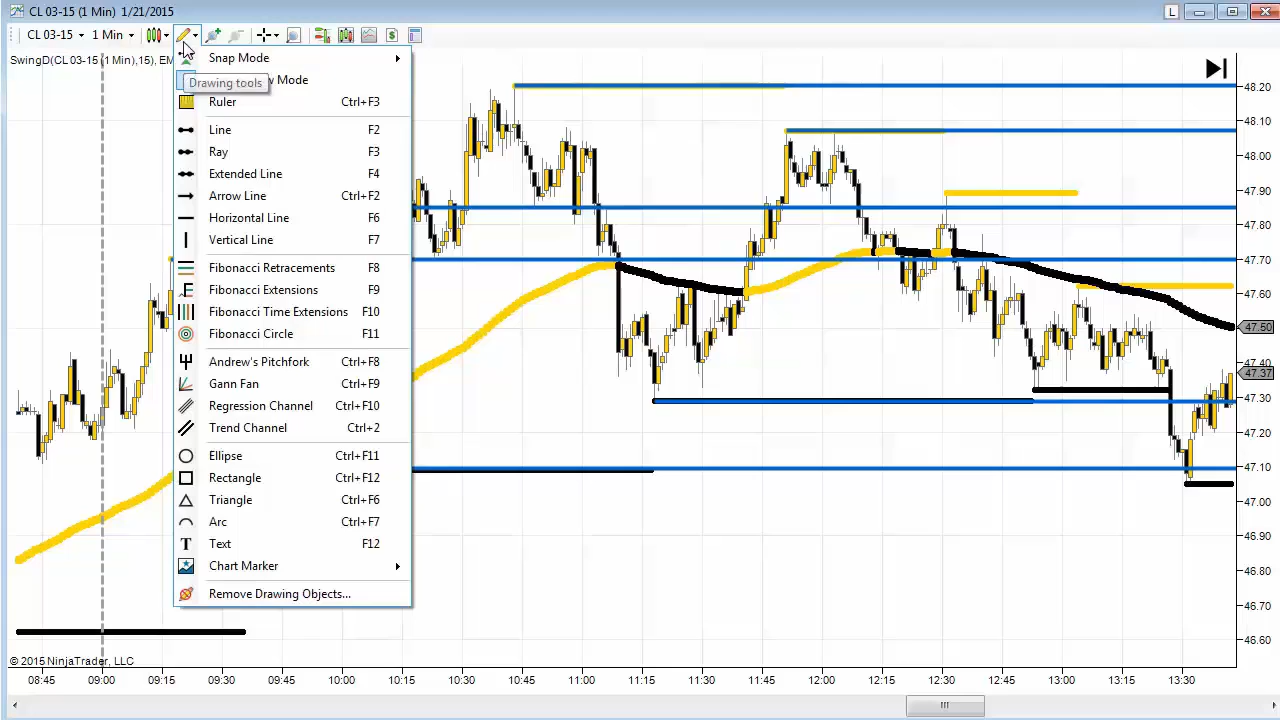 CL 03-15 (1 Min) 1/21/2015
L
CL 03-15 1 Min
$
SwingD(CL 03-15 (1 Min),15), EM
Snap Mode
w Mode
Drawing tools
Ruler Ctrl+F3
Line F2
Ray F3
Extended Line F4
Arrow Line Ctrl+F2
Horizontal Line F6
Vertical Line F7
Fibonacci Retracements F8
Fibonacci Extensions F9
Fibonacci Time Extensions F10
Fibonacci Circle F11
Andrew's Pitchfork Ctrl+F8
Gann Fan Ctrl+F9
Regression Channel Ctrl+F10
Trend Channel Ctrl+2
Ellipse Ctrl+F11
Rectangle Ctrl+F12
Triangle Ctrl+F6
Arc Ctrl+F7
T Text F12
Chart Marker
Remove Drawing Objects...
48.20
48.10
48.00
47.90
47.80
47.70
47.60
47.50
47.40
47.37
47.30
47.20
47.10
47.00
46.90
46.80
46.70
46.60
© 2015 NinjaTrader, LLC
08:45 09:00 09:15 09:30 09:45 10:00 10:15 10:30 10:45 11:00 11:15 11:30 11:45 12:00 12:15 12:30 12:45 13:00 13:15 13:30